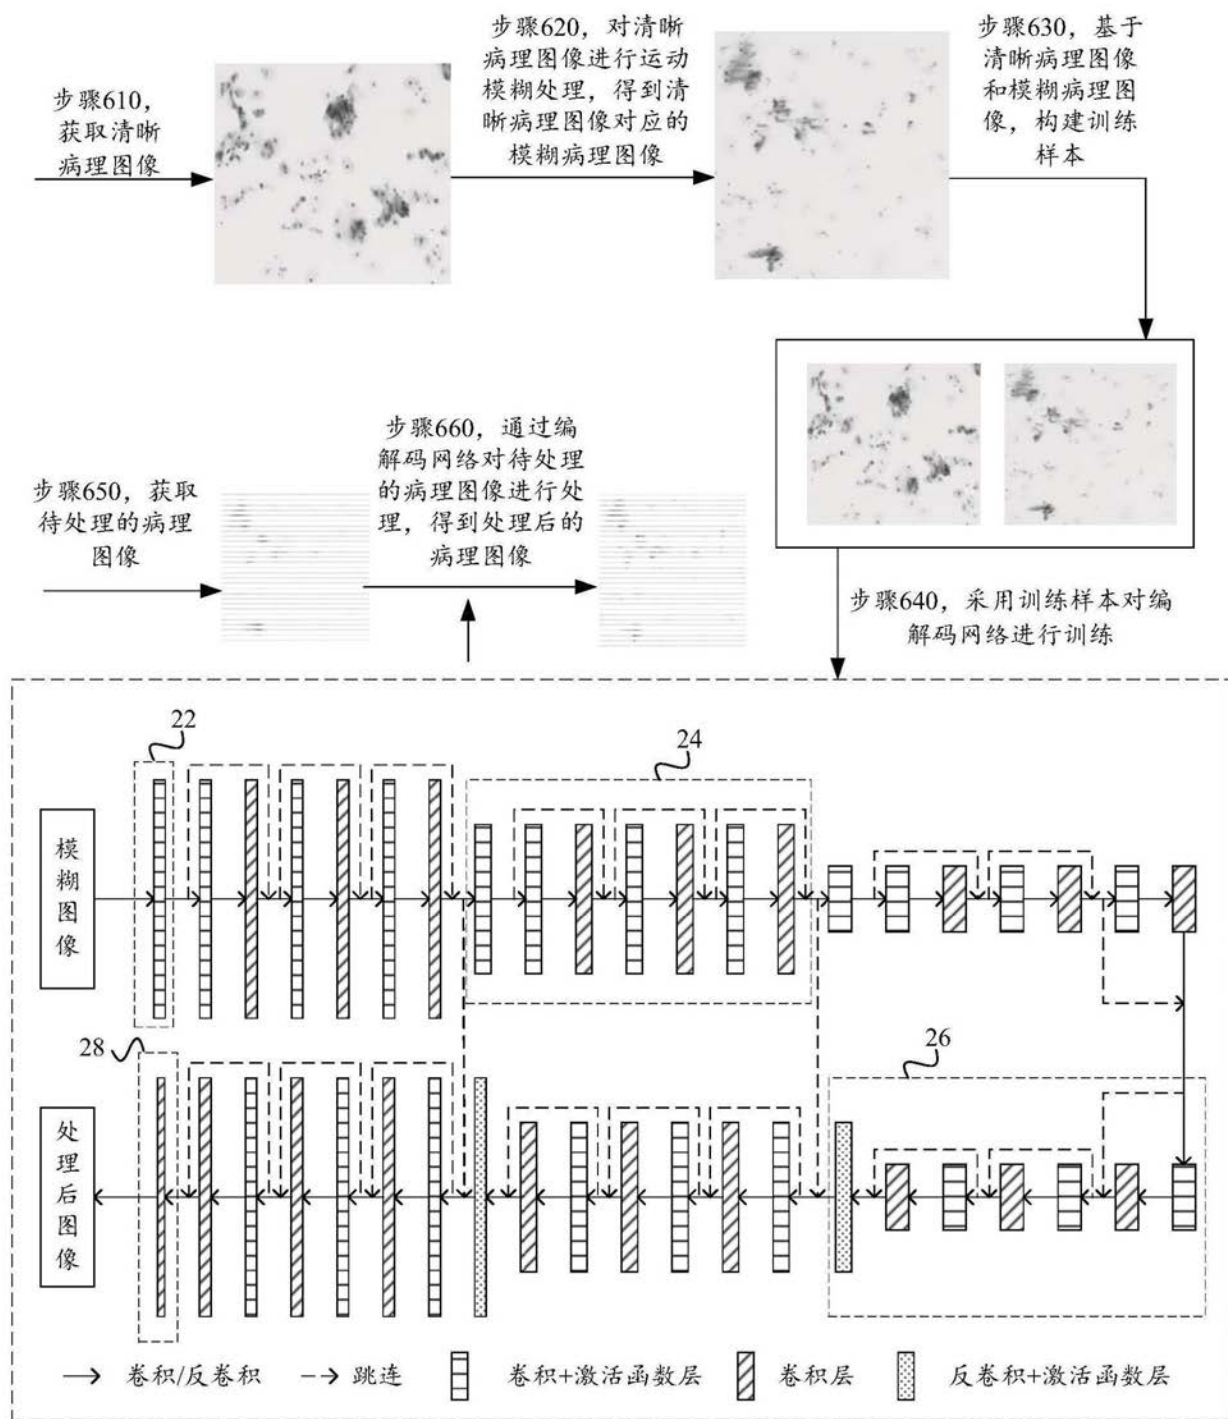 步骤610，
获取清晰
病理图像
步骤620，对清晰
病理图像进行运动
模糊处理，得到清
晰病理图像对应的
模糊病理图像
步骤630，基于
清晰病理图像
和模糊病理图
像，构建训练
样本
步骤640，采用训练样本对编
解码网络进行训练
步骤650，获取
待处理的病理
图像
步骤660，通过编
解码网络对待处理
的病理图像进行处
理，得到处理后的
病理图像
22
24
模
糊
图
像
28
26
处
理
后
图
像
卷积/反卷积
跳连
卷积+激活函数层
卷积层
反卷积+激活函数层